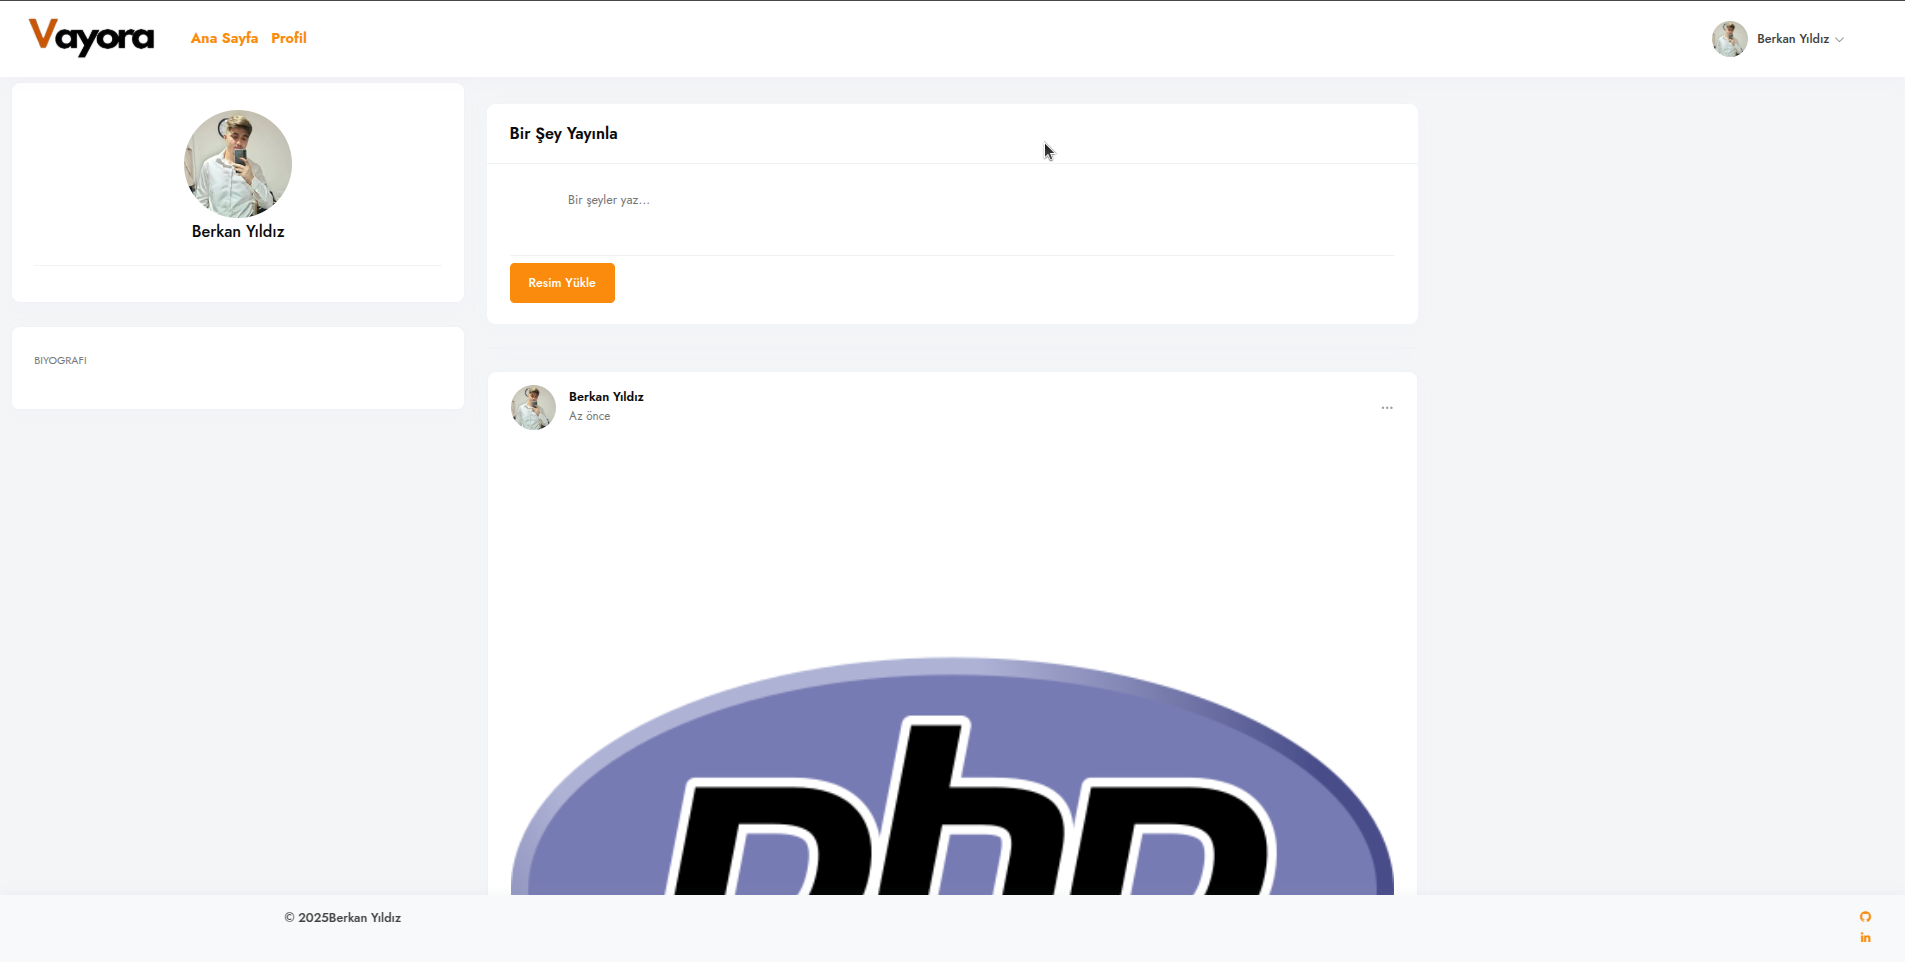 Vayora
Ana Sayfa Profil
Berkan Yıldız
Berkan Yıldız
BIYOGRAFI
Bir Şey Yayınla
Bir şeyler yaz...
Resim Yükle
Berkan Yıldız
Az önce
php
© 2025Berkan Yıldız
in